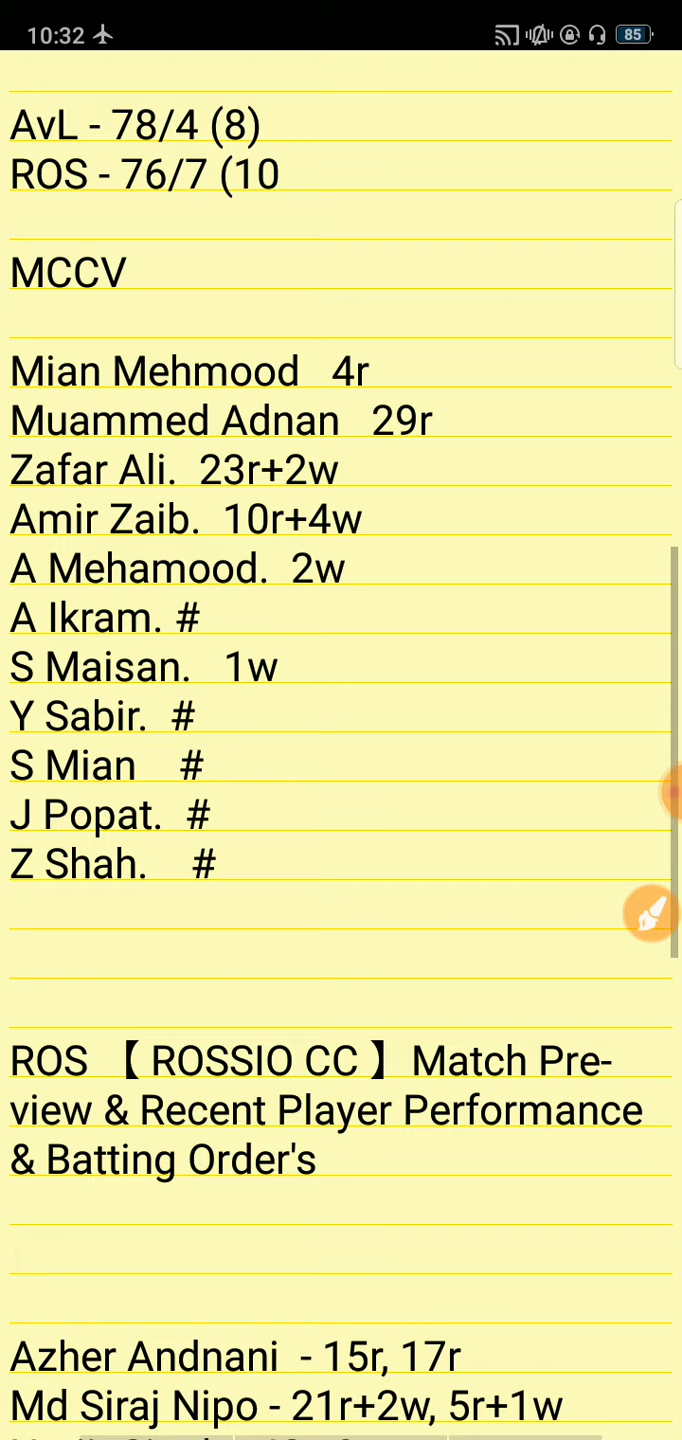 10:32
85
AvL - 78/4 (8)
ROS - 76/7 (10
MCCV
Mian Mehmood 4r
Muammed Adnan 29r
Zafar Ali. 23r+2w
Amir Zaib. 10r+4w
A Mehamood. 2w
A Ikram. #
S Maisan. 1w
Y Sabir. #
S Mian #
J Popat. #
Z Shah. #
ROS 【 ROSSIO CC 】 Match Pre-
view & Recent Player Performance
& Batting Order's
Azher Andnani - 15r, 17r
Md Siraj Nipo - 21r+2w, 5r+1w